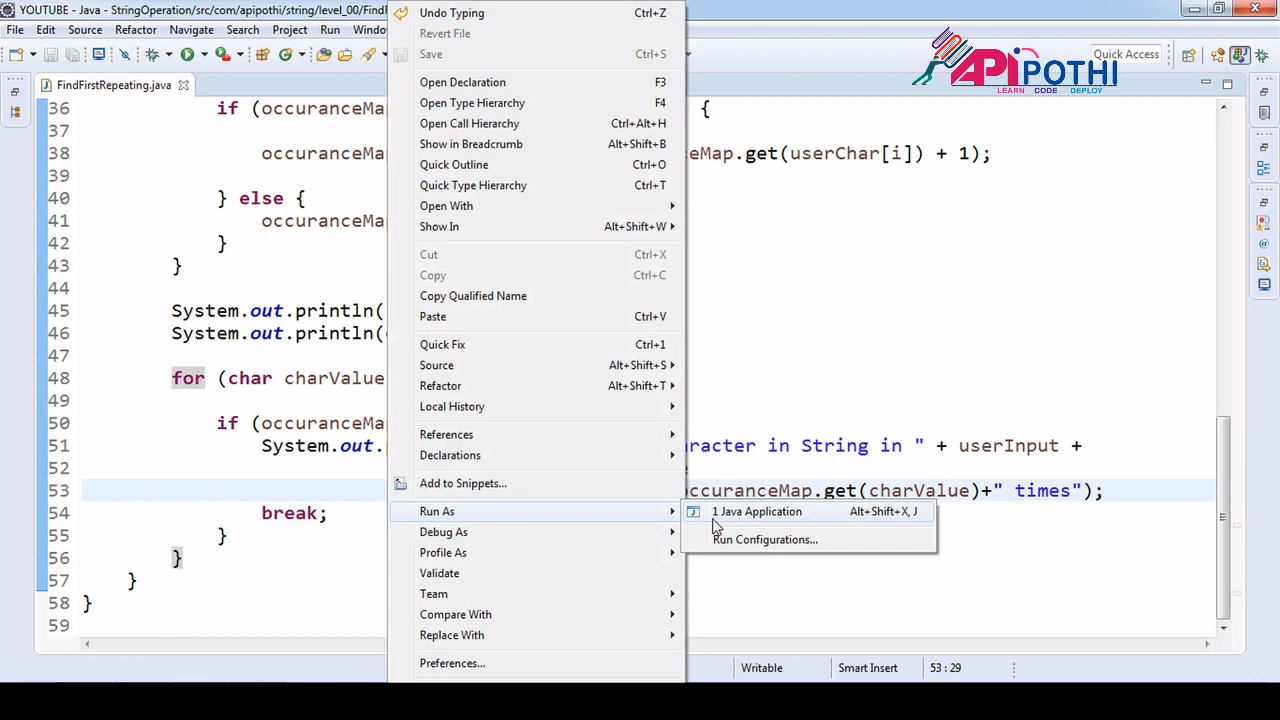 YOUTUBE - Java - StringOperation/src/com/apipothi/string/level_00/FindF
File Edit Source Refactor Navigate Search Project Run Window
Quick Access
APIPOTHI
LEARN CODE DEPLOY
FindFirstRepeating.java
Undo Typing Ctrl+Z
Revert File
Save Ctrl+S
Open Declaration F3
Open Type Hierarchy F4
Open Call Hierarchy Ctrl+Alt+H
Show in Breadcrumb Alt+Shift+B
Quick Outline Ctrl+O
Quick Type Hierarchy Ctrl+T
Open With
Show In Alt+Shift+W
Cut Ctrl+X
Copy Ctrl+C
Copy Qualified Name
Paste Ctrl+V
Quick Fix Ctrl+1
Source Alt+Shift+S
Refactor Alt+Shift+T
Local History
References
Declarations
Add to Snippets...
Run As
Debug As
Profile As
Validate
Team
Compare With
Replace With
Preferences...
1 Java Application Alt+Shift+X, J
Run Configurations...
36 if (occuranceMa {
37
38 occuranceMa ceMap.get(userChar[i]) + 1);
39
40 } else {
41 occuranceMa
42 }
43 }
44
45 System.out.println(
46 System.out.println(
47
48 for (char charValue
49
50 if (occuranceMa
51 System.out. racter in String in " + userInput +
52
53 ccuranceMap.get(charValue)+" times");
54 break;
55 }
56 }
57 }
58 }
59
Writable Smart Insert 53 : 29